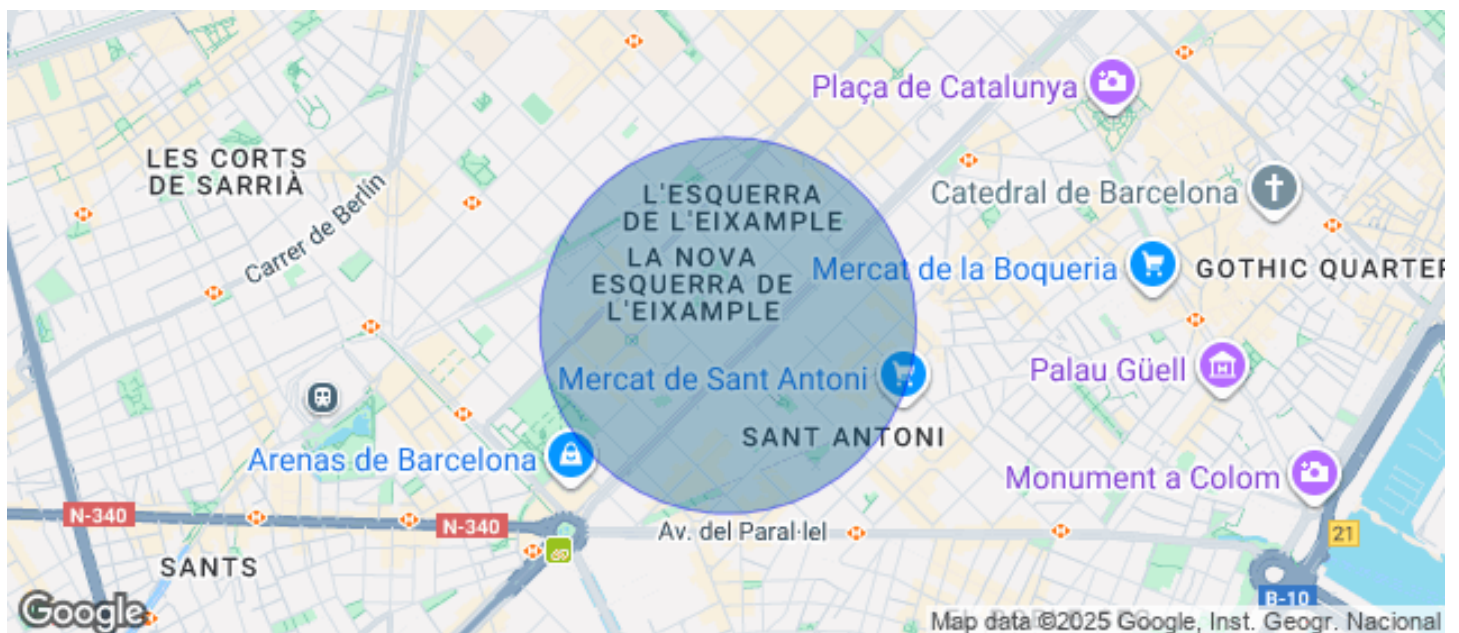 Plaça de Catalunya
LES CORTS
DE SARRIÀ
Carrer de Berlin
L'ESQUERRA
DE L'EIXAMPLE
Catedral de Barcelona
LA NOVA
ESQUERRA DE
L'EIXAMPLE
Mercat de la Boqueria
GOTHIC QUARTER
Mercat de Sant Antoni
Palau Güell
SANT ANTONI
Arenas de Barcelona
Monument a Colom
N-340
N-340
Av. del Paral·lel
21
SANTS
B-10
Google
Map data ©2025 Google, Inst. Geogr. Nacional